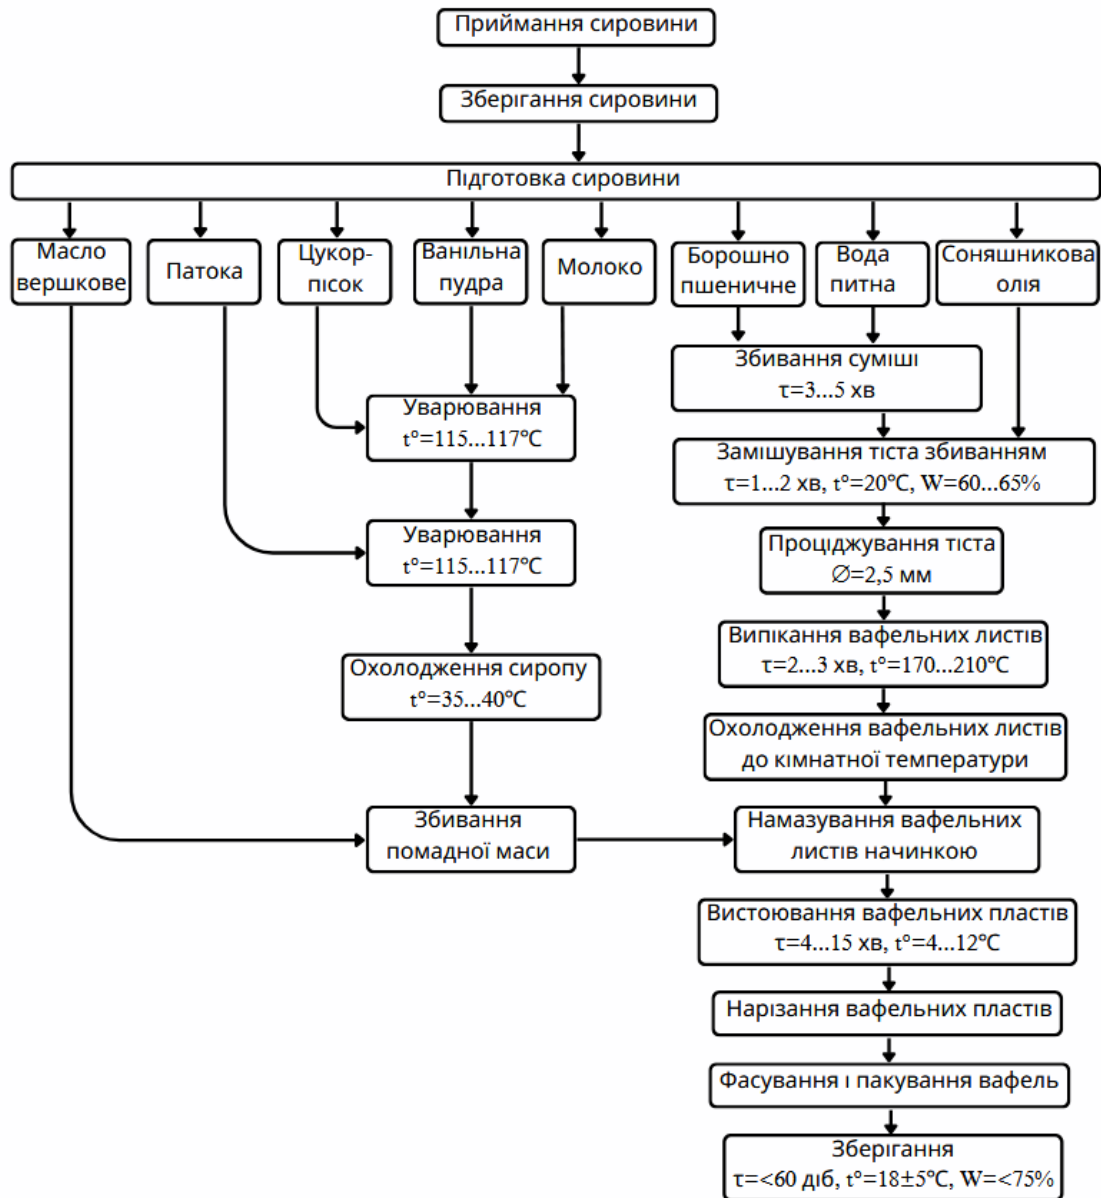 Приймання сировини
Зберігання сировини
Підготовка сировини
Масло
вершкове
Патока
Цукор-
пісок
Ванільна
пудра
Молоко
Борошно
пшеничне
Вода
питна
Соняшникова
олія
Збивання суміші
τ=3...5 хв
Уварювання
t°=115...117°С
Замішування тіста збиванням
τ=1...2 хв, t°=20°С, W=60...65%
Уварювання
t°=115...117°С
Проціджування тіста
∅=2,5 мм
Випікання вафельних листів
τ=2...3 хв, t°=170...210°С
Охолодження сиропу
t°=35...40°С
Охолодження вафельних листів
до кімнатної температури
Збивання
помадної маси
Намазування вафельних
листів начинкою
Вистоювання вафельних пластів
τ=4...15 хв, t°=4...12°С
Нарізання вафельних пластів
Фасування і пакування вафель
Зберігання
τ=<60 діб, t°=18±5°С, W=<75%